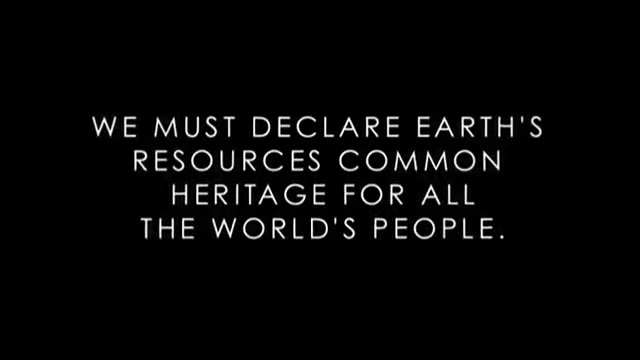 WE MUST DECLARE EARTH'S
RESOURCES COMMON
HERITAGE FOR ALL
THE WORLD'S PEOPLE.